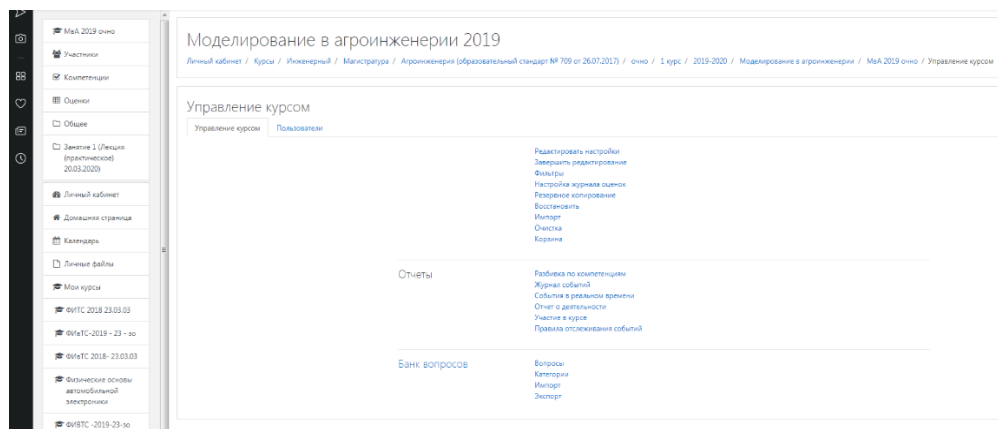 МвА 2019 очно
Участники
Компетенции
Оценки
Общее
Занятие 1 (Лекция
(практическое)
20.03.2020)
Личный кабинет
Домашняя страница
Календарь
Личные файлы
Мои курсы
ФИТС 2018 23.03.03
ФИвТС-2019 - 23 - зо
ФИвТС 2018- 23.03.03
Физические основы
автомобильной
электроники
ФИВТС -2019-23-зо
Моделирование в агроинженерии 2019
Личный кабинет / Курсы / Инженерный / Магистратура / Агроинженерия (образовательный стандарт № 709 от 26.07.2017) / очно / 1 курс / 2019-2020 / Моделирование в агроинженерии / МвА 2019 очно / Управление курсом
Управление курсом
Управление курсом Пользователи
Редактировать настройки
Завершить редактирование
Фильтры
Настройка журнала оценок
Резервное копирование
Восстановить
Импорт
Очистка
Корзина
Отчеты
Разбивка по компетенциям
Журнал событий
События в реальном времени
Отчет о деятельности
Участие в курсе
Правила отслеживания событий
Банк вопросов
Вопросы
Категории
Импорт
Экспорт